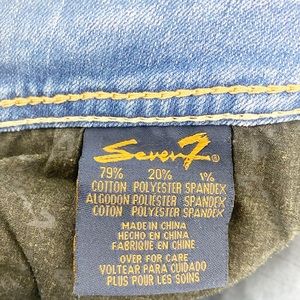 Seven7®
79% 20% 1%
COTTON POLYESTER SPANDEX
ALGODON POLIESTER SPANDEX
COTON POLYESTER SPANDEX
MADE IN CHINA
HECHO EN CHINA
FABRIQUE EN CHINE
OVER FOR CARE
VOLTEAR PARA CUIDADO
PLUS POUR LES SOINS